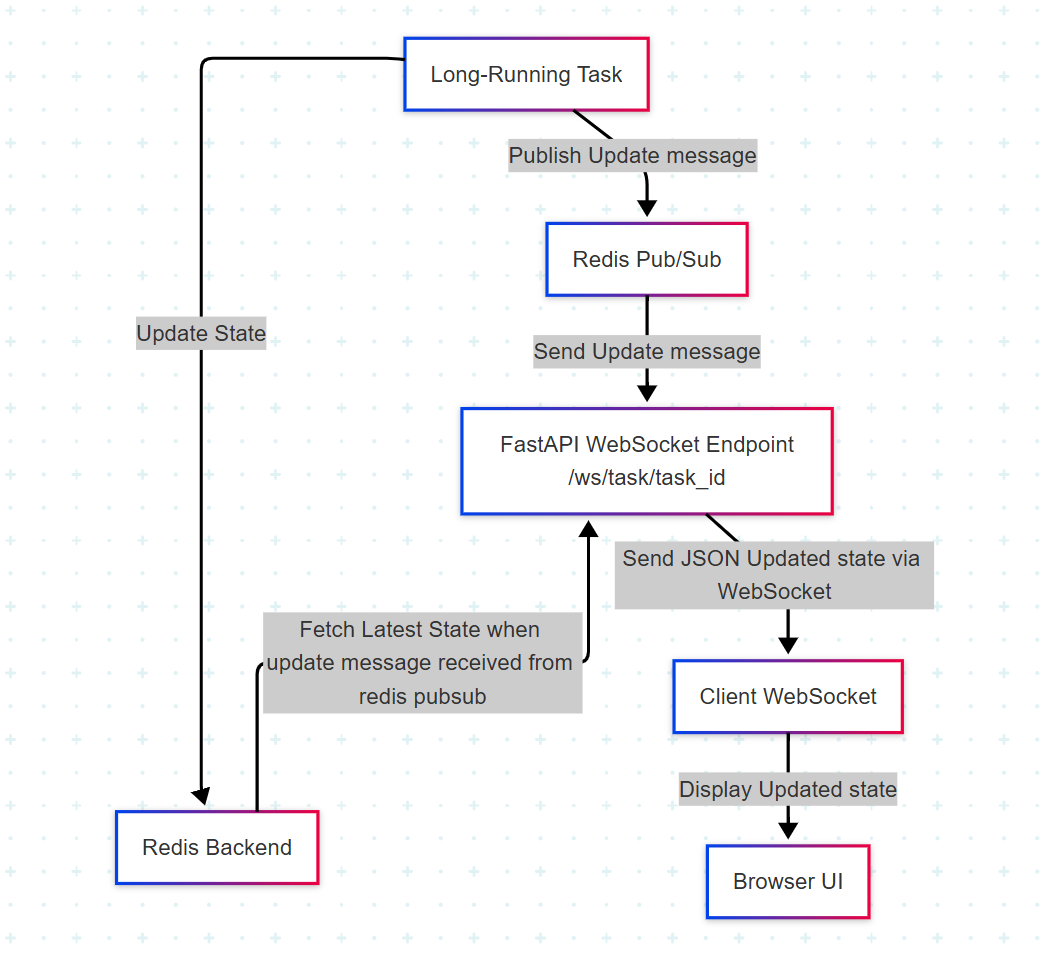 Long-Running Task
Publish Update message
Redis Pub/Sub
Update State
Send Update message
FastAPI WebSocket Endpoint
/ws/task/task_id
Send JSON Updated state via
WebSocket
Fetch Latest State when
update message received from
redis pubsub
Client WebSocket
Display Updated state
Redis Backend
Browser UI